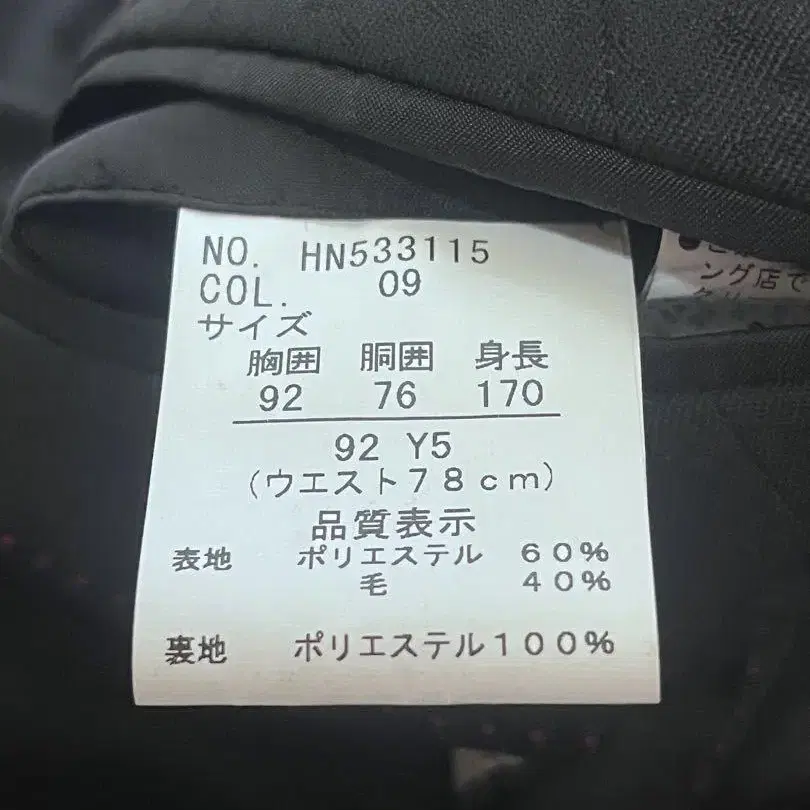 NO. HN533115
COL. 09
サイズ
胸囲 胴囲 身長
92 76 170
92 Y5
(ウエスト78cm)
品質表示
表地 ポリエステル 60%
毛 40%
裏地 ポリエステル100%
ング店で